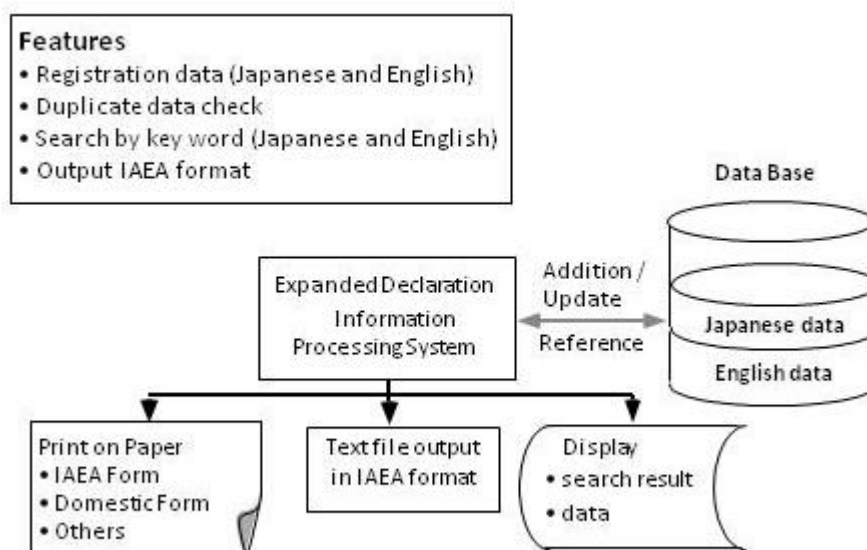 Features
• Registration data (Japanese and English)
• Duplicate data check
• Search by key word (Japanese and English)
• Output IAEA format
Data Base
Expanded Declaration
Information
Processing System
Addition /
Update
Reference
Japanese data
English data
Print on Paper
• IAEA Form
• Domestic Form
• Others
Text file output
in IAEA format
Display
• search result
• data